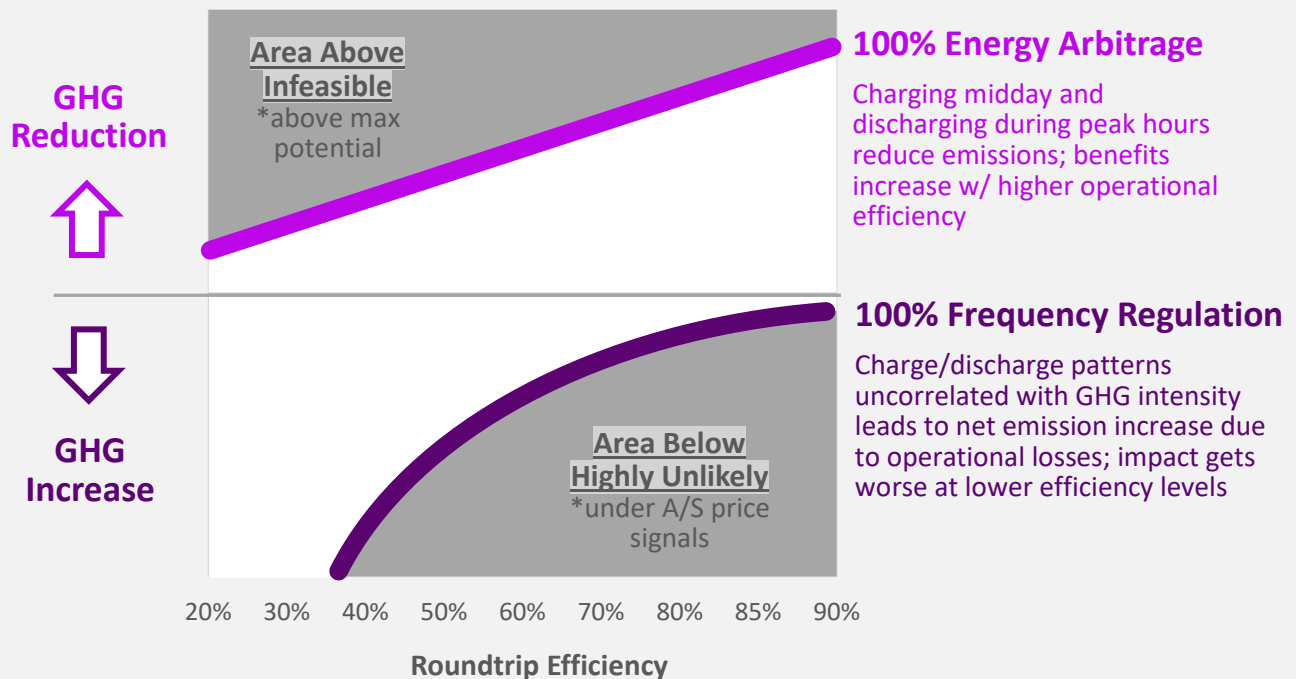 GHG
Reduction
Area Above
Infeasible
*above max
potential
100% Energy Arbitrage
Charging midday and
discharging during peak hours
reduce emissions; benefits
increase w/ higher operational
efficiency
GHG
Increase
Area Below
Highly Unlikely
*under A/S price
signals
100% Frequency Regulation
Charge/discharge patterns
uncorrelated with GHG intensity
leads to net emission increase due
to operational losses; impact gets
worse at lower efficiency levels
20% 30% 40% 50% 60% 70% 80% 85% 90%
Roundtrip Efficiency